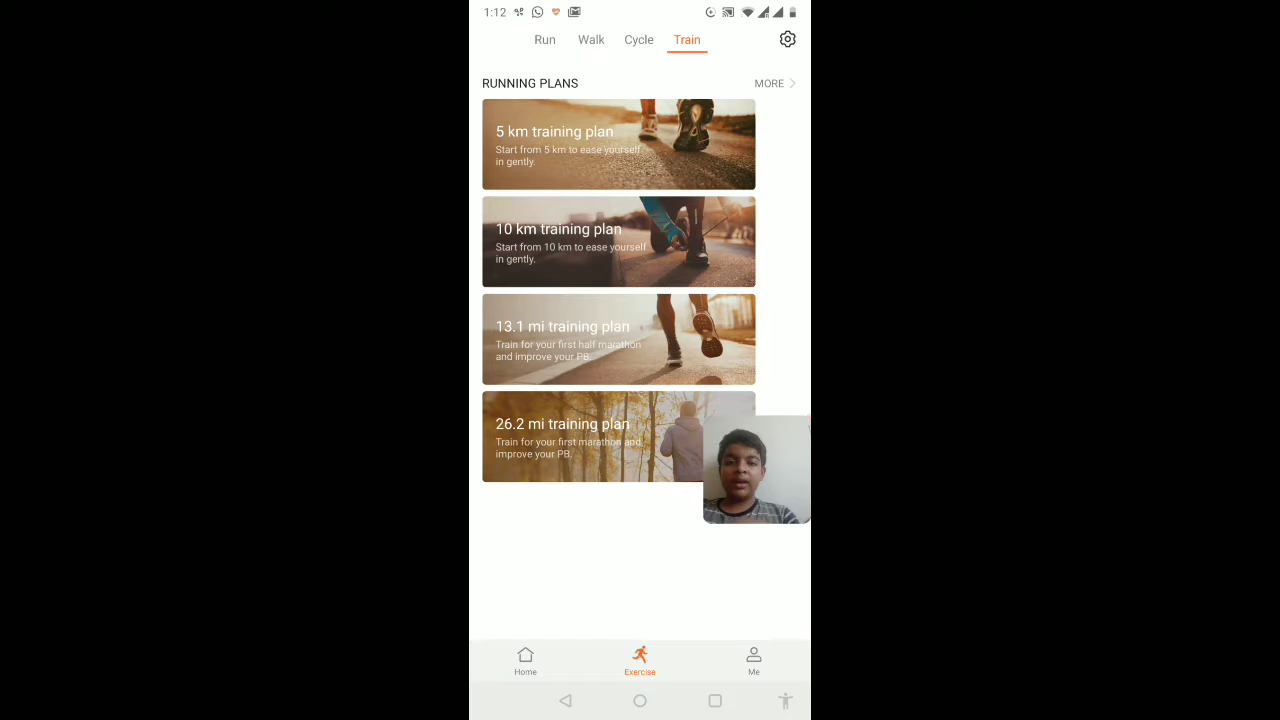 1:12
Run Walk Cycle Train
RUNNING PLANS MORE
5 km training plan
Start from 5 km to ease yourself
in gently.
10 km training plan
Start from 10 km to ease yourself
in gently.
13.1 mi training plan
Train for your first half marathon
and improve your PB.
26.2 mi training plan
Train for your first marathon and
improve your PB.
Home Exercise Me